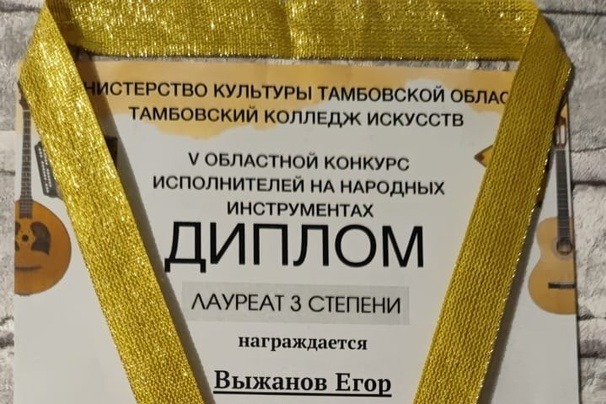 НИСТЕРСТВО КУЛЬТУРЫ ТАМБОВСКОЙ ОБЛАС
ТАМБОВСКИЙ КОЛЛЕДЖ ИСКУССТВ
V ОБЛАСТНОЙ КОНКУРС
ИСПОЛНИТЕЛЕЙ НА НАРОДНЫХ
ИНСТРУМЕНТАХ
ДИПЛОМ
ЛАУРЕАТ 3 СТЕПЕНИ
награждается
Выжанов Егор